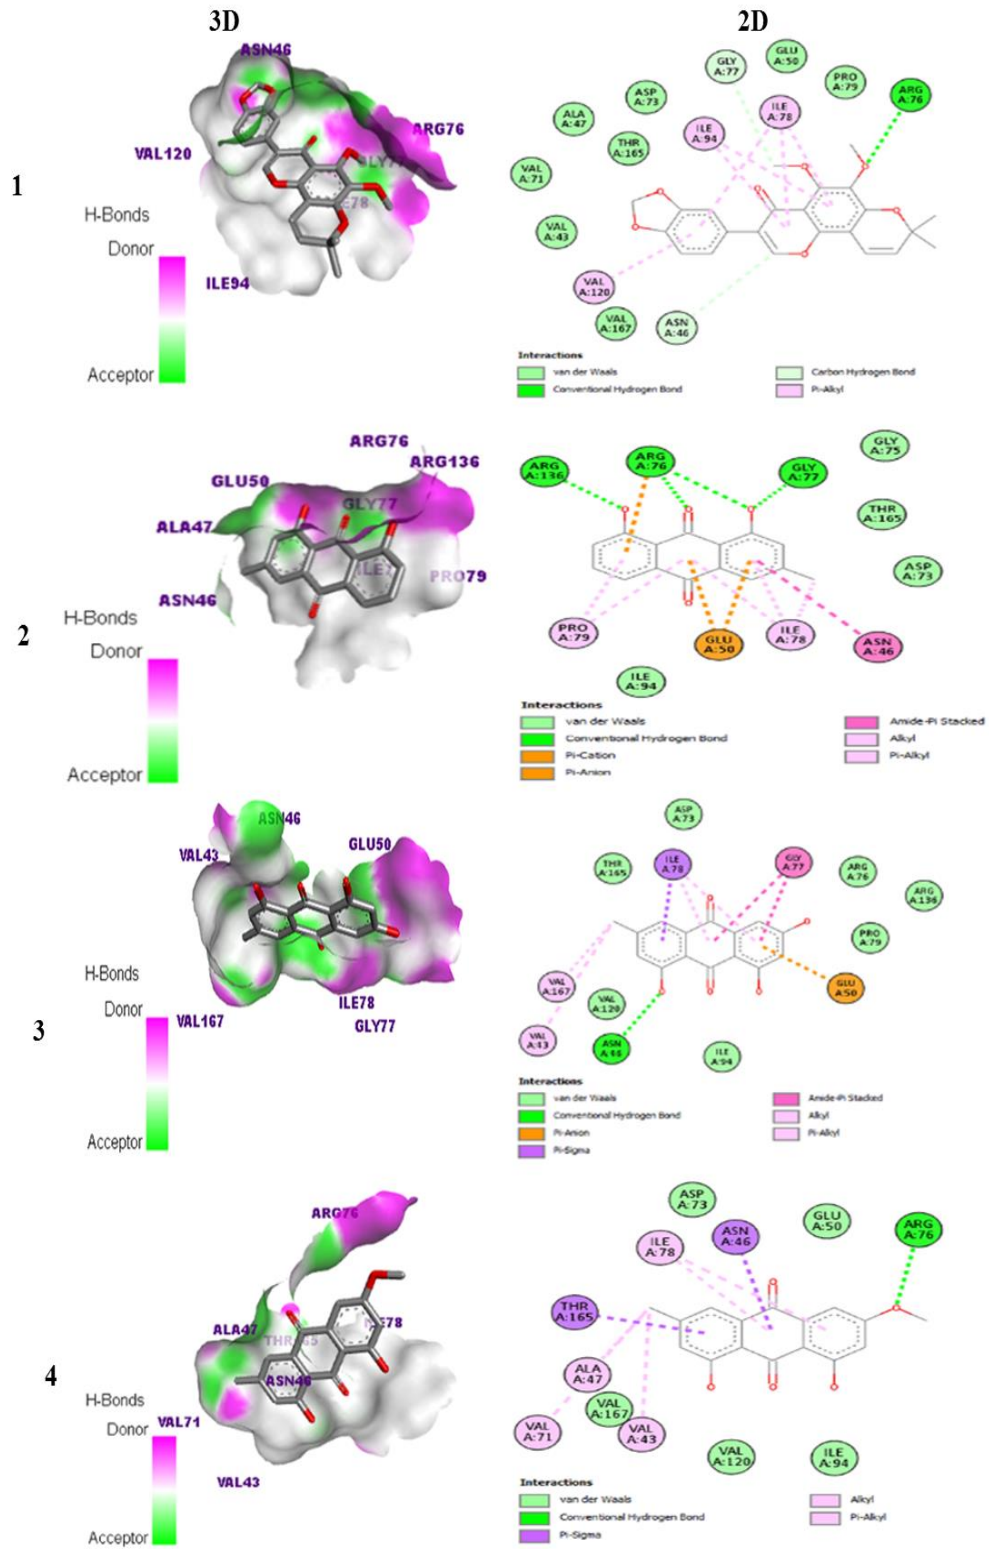 3D
2D
1
ASN46
ARG76
GLY77
VAL120
E78
ILE94
H-Bonds
Donor
Acceptor
GLY
A:77
GLU
A:50
PRO
A:79
ARG
A:76
ASP
A:73
ILE
A:78
ALA
A:47
ILE
A:94
THR
A:165
VAL
A:71
VAL
A:43
VAL
A:120
VAL
A:167
ASN
A:46
Interactions
van der Waals
Conventional Hydrogen Bond
Carbon Hydrogen Bond
Pi-Alkyl
2
ARG76
ARG136
GLU50
GLY77
ALA47
ILE7
PRO79
ASN46
H-Bonds
Donor
Acceptor
ARG
A:136
ARG
A:76
GLY
A:77
GLY
A:75
THR
A:165
ASP
A:73
PRO
A:79
GLU
A:50
ILE
A:78
ASN
A:46
ILE
A:94
Interactions
van der Waals
Conventional Hydrogen Bond
Pi-Cation
Pi-Anion
Amide-Pi Stacked
Alkyl
Pi-Alkyl
3
ASN46
VAL43
GLU50
H-Bonds
Donor
VAL167
ILE78
GLY77
Acceptor
ASP
A:73
THR
A:165
ILE
A:78
GLY
A:77
ARG
A:76
ARG
A:136
PRO
A:79
GLU
A:50
VAL
A:167
VAL
A:120
VAL
A:43
ASN
A:46
ILE
A:94
Interactions
van der Waals
Conventional Hydrogen Bond
Pi-Anion
Pi-Sigma
Amide-Pi Stacked
Alkyl
Pi-Alkyl
4
ARG76
ALA47
ASN46
H-Bonds
Donor
VAL71
VAL43
Acceptor
ASP
A:73
ASN
A:46
GLU
A:50
ARG
A:76
ILE
A:78
THR
A:165
ALA
A:47
VAL
A:167
VAL
A:71
VAL
A:43
VAL
A:120
ILE
A:94
Interactions
van der Waals
Conventional Hydrogen Bond
Pi-Sigma
Alkyl
Pi-Alkyl